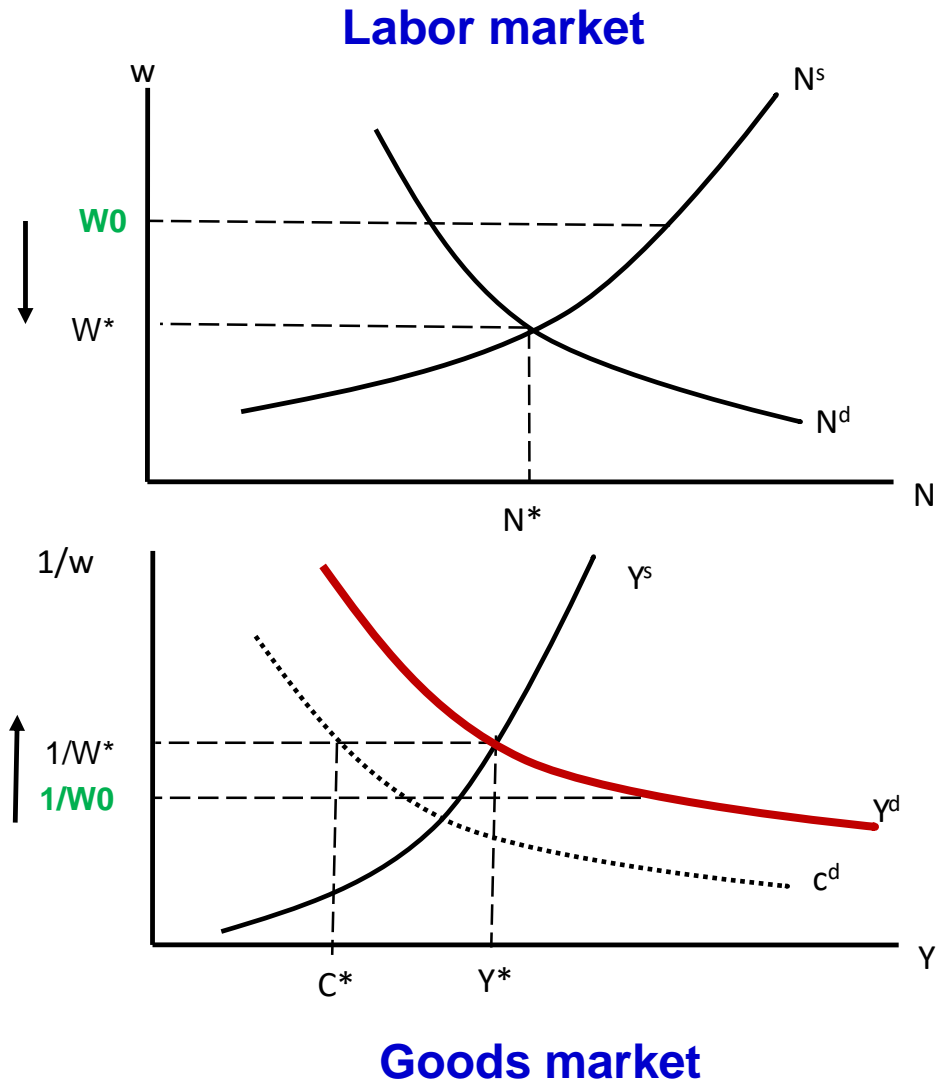 Labor market
w
Nˢ
W0
W*
Nᵈ
N
N*
1/w
Yˢ
1/W*
1/W0
Yᵈ
cᵈ
Y
C*
Y*
Goods market